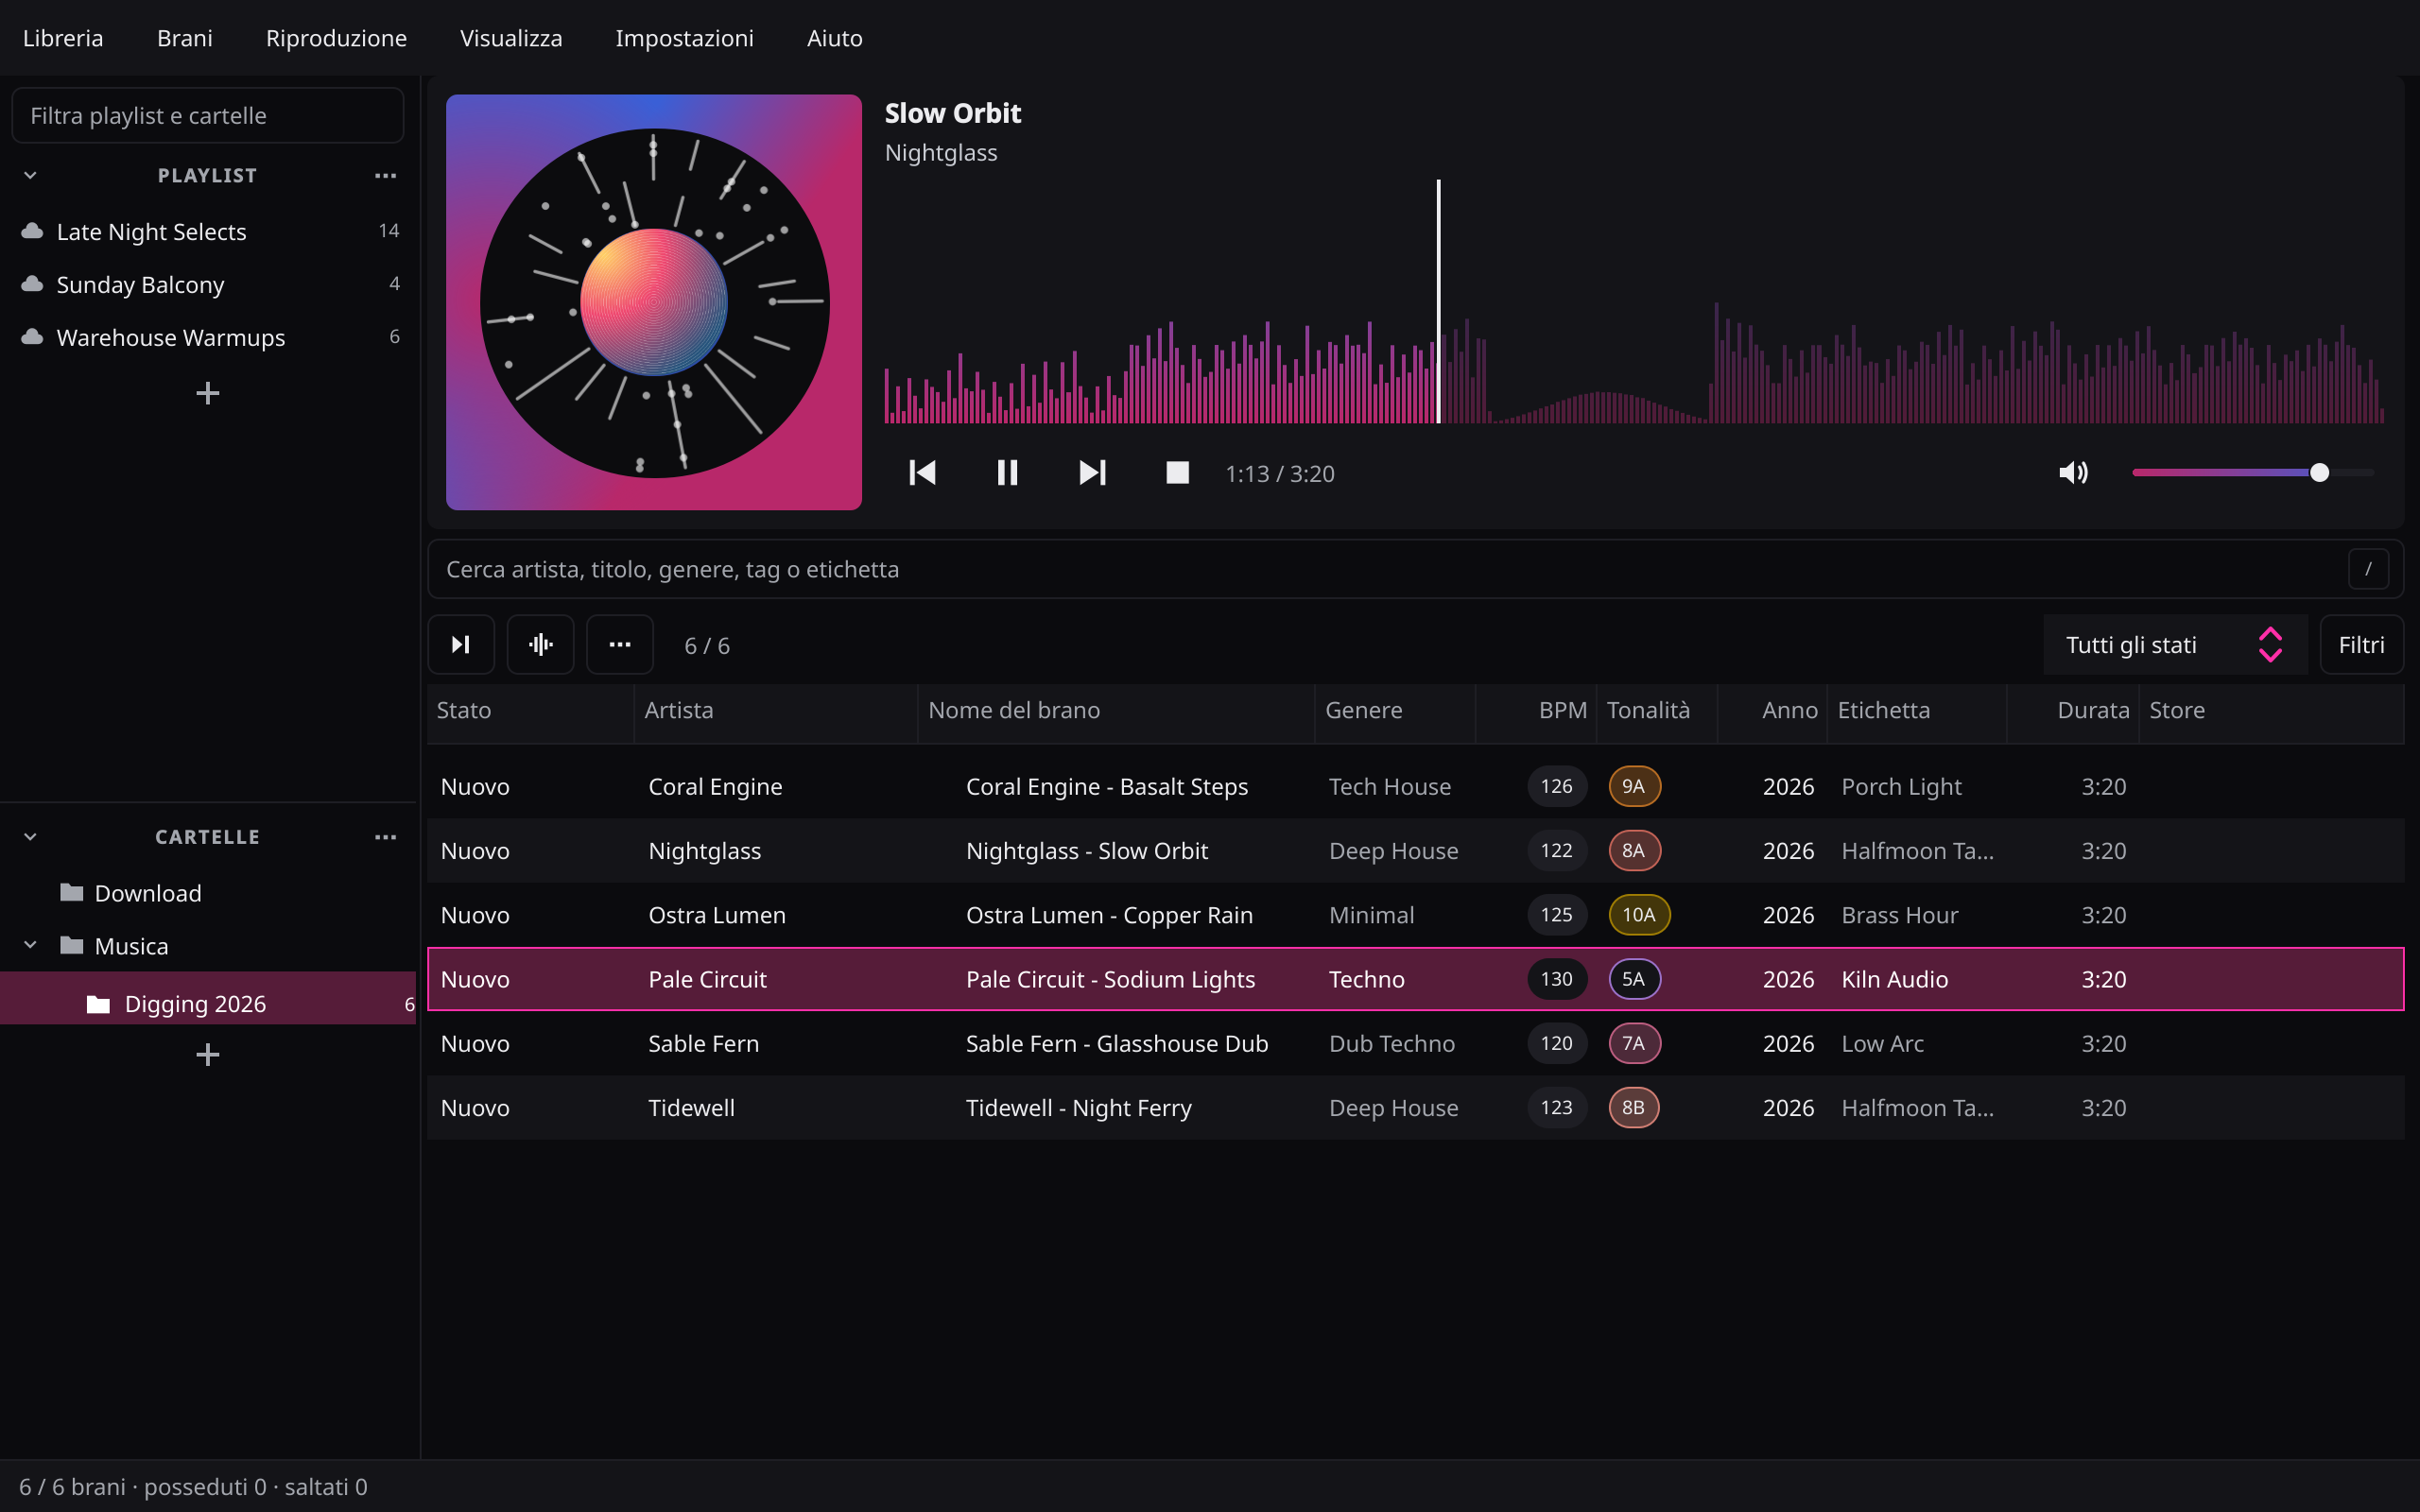 Libreria Brani Riproduzione Visualizza Impostazioni Aiuto
Filtra playlist e cartelle
PLAYLIST
Late Night Selects 14
Sunday Balcony 4
Warehouse Warmups 6
CARTELLE
Download
Musica
Digging 2026 6
Slow Orbit
Nightglass
1:13 / 3:20
Cerca artista, titolo, genere, tag o etichetta /
6 / 6 Tutti gli stati Filtri
Stato Artista Nome del brano Genere BPM Tonalità Anno Etichetta Durata Store
Nuovo Coral Engine Coral Engine - Basalt Steps Tech House 126 9A 2026 Porch Light 3:20
Nuovo Nightglass Nightglass - Slow Orbit Deep House 122 8A 2026 Halfmoon Ta... 3:20
Nuovo Ostra Lumen Ostra Lumen - Copper Rain Minimal 125 10A 2026 Brass Hour 3:20
Nuovo Pale Circuit Pale Circuit - Sodium Lights Techno 130 5A 2026 Kiln Audio 3:20
Nuovo Sable Fern Sable Fern - Glasshouse Dub Dub Techno 120 7A 2026 Low Arc 3:20
Nuovo Tidewell Tidewell - Night Ferry Deep House 123 8B 2026 Halfmoon Ta... 3:20
6 / 6 brani · posseduti 0 · saltati 0